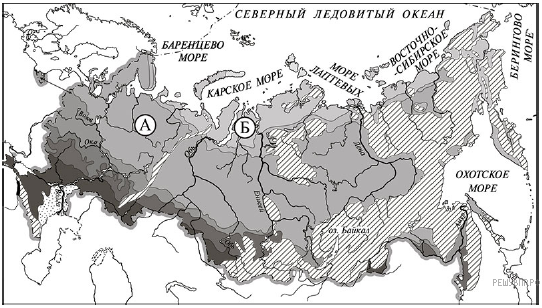 СЕВЕРНЫЙ ЛЕДОВИТЫЙ ОКЕАН
БАРЕНЦЕВО
МОРЕ
КАРСКОЕ МОРЕ
МОРЕ
ЛАПТЕВЫХ
ВОСТОЧНО-
СИБИРСКОЕ
МОРЕ
БЕРИНГОВО
МОРЕ
А
Б
Волга
Ока
Обь
Енисей
Лена
оз. Байкал
Амур
ОХОТСКОЕ
МОРЕ